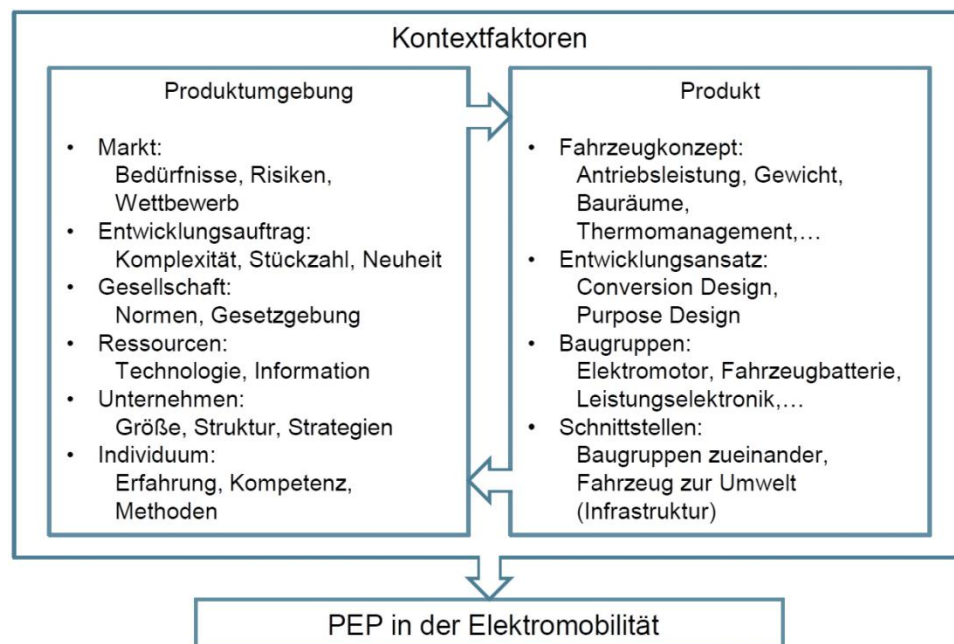 Kontextfaktoren
Produktumgebung
• Markt:
Bedürfnisse, Risiken,
Wettbewerb
• Entwicklungsauftrag:
Komplexität, Stückzahl, Neuheit
• Gesellschaft:
Normen, Gesetzgebung
• Ressourcen:
Technologie, Information
• Unternehmen:
Größe, Struktur, Strategien
• Individuum:
Erfahrung, Kompetenz,
Methoden
Produkt
• Fahrzeugkonzept:
Antriebsleistung, Gewicht,
Bauräume,
Thermomanagement,…
• Entwicklungsansatz:
Conversion Design,
Purpose Design
• Baugruppen:
Elektromotor, Fahrzeugbatterie,
Leistungselektronik,…
• Schnittstellen:
Baugruppen zueinander,
Fahrzeug zur Umwelt
(Infrastruktur)
PEP in der Elektromobilität